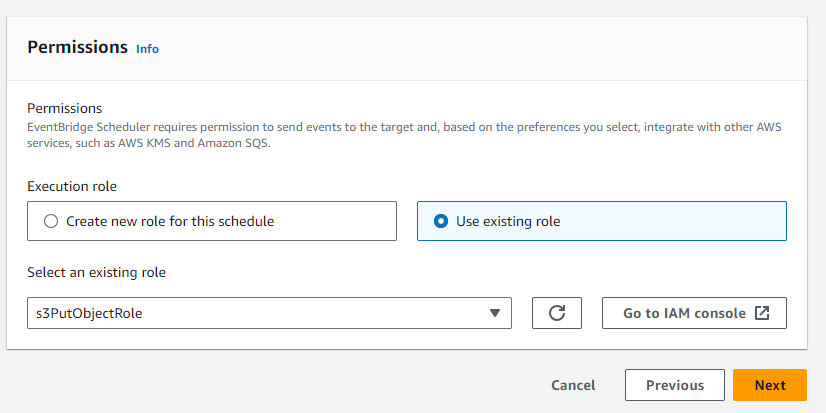 Permissions Info
Permissions
EventBridge Scheduler requires permission to send events to the target and, based on the preferences you select, integrate with other AWS
services, such as AWS KMS and Amazon SQS.
Execution role
Create new role for this schedule
Use existing role
Select an existing role
s3PutObjectRole
Go to IAM console
Cancel
Previous
Next